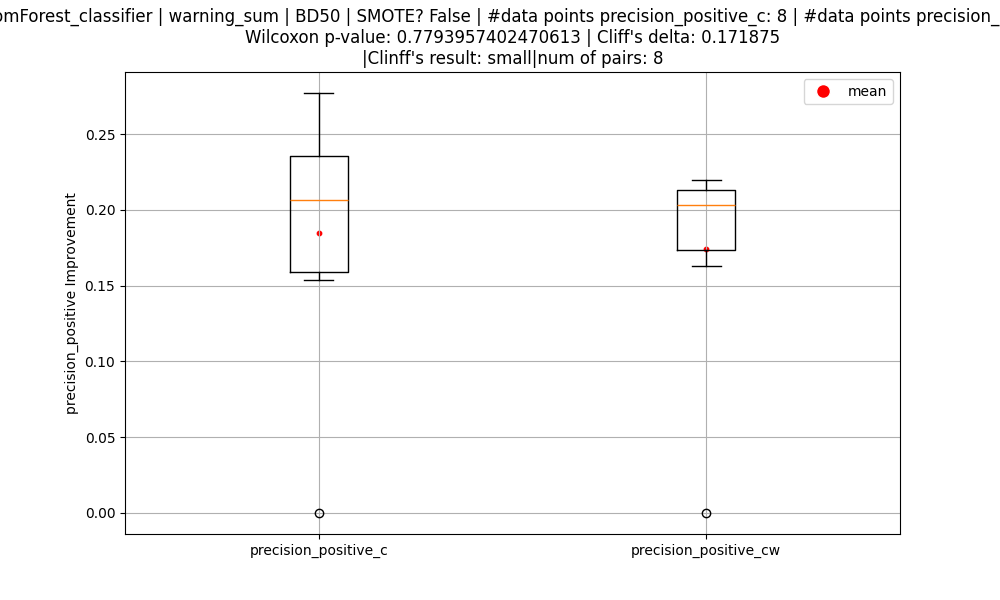 omForest_classifier | warning_sum | BD50 | SMOTE? False | #data points precision_positive_c: 8 | #data points precision_
Wilcoxon p-value: 0.7793957402470613 | Cliff's delta: 0.171875
|Clinff's result: small|num of pairs: 8
mean
precision_positive Improvement
0.25
0.20
0.15
0.10
0.05
0.00
precision_positive_c
precision_positive_cw